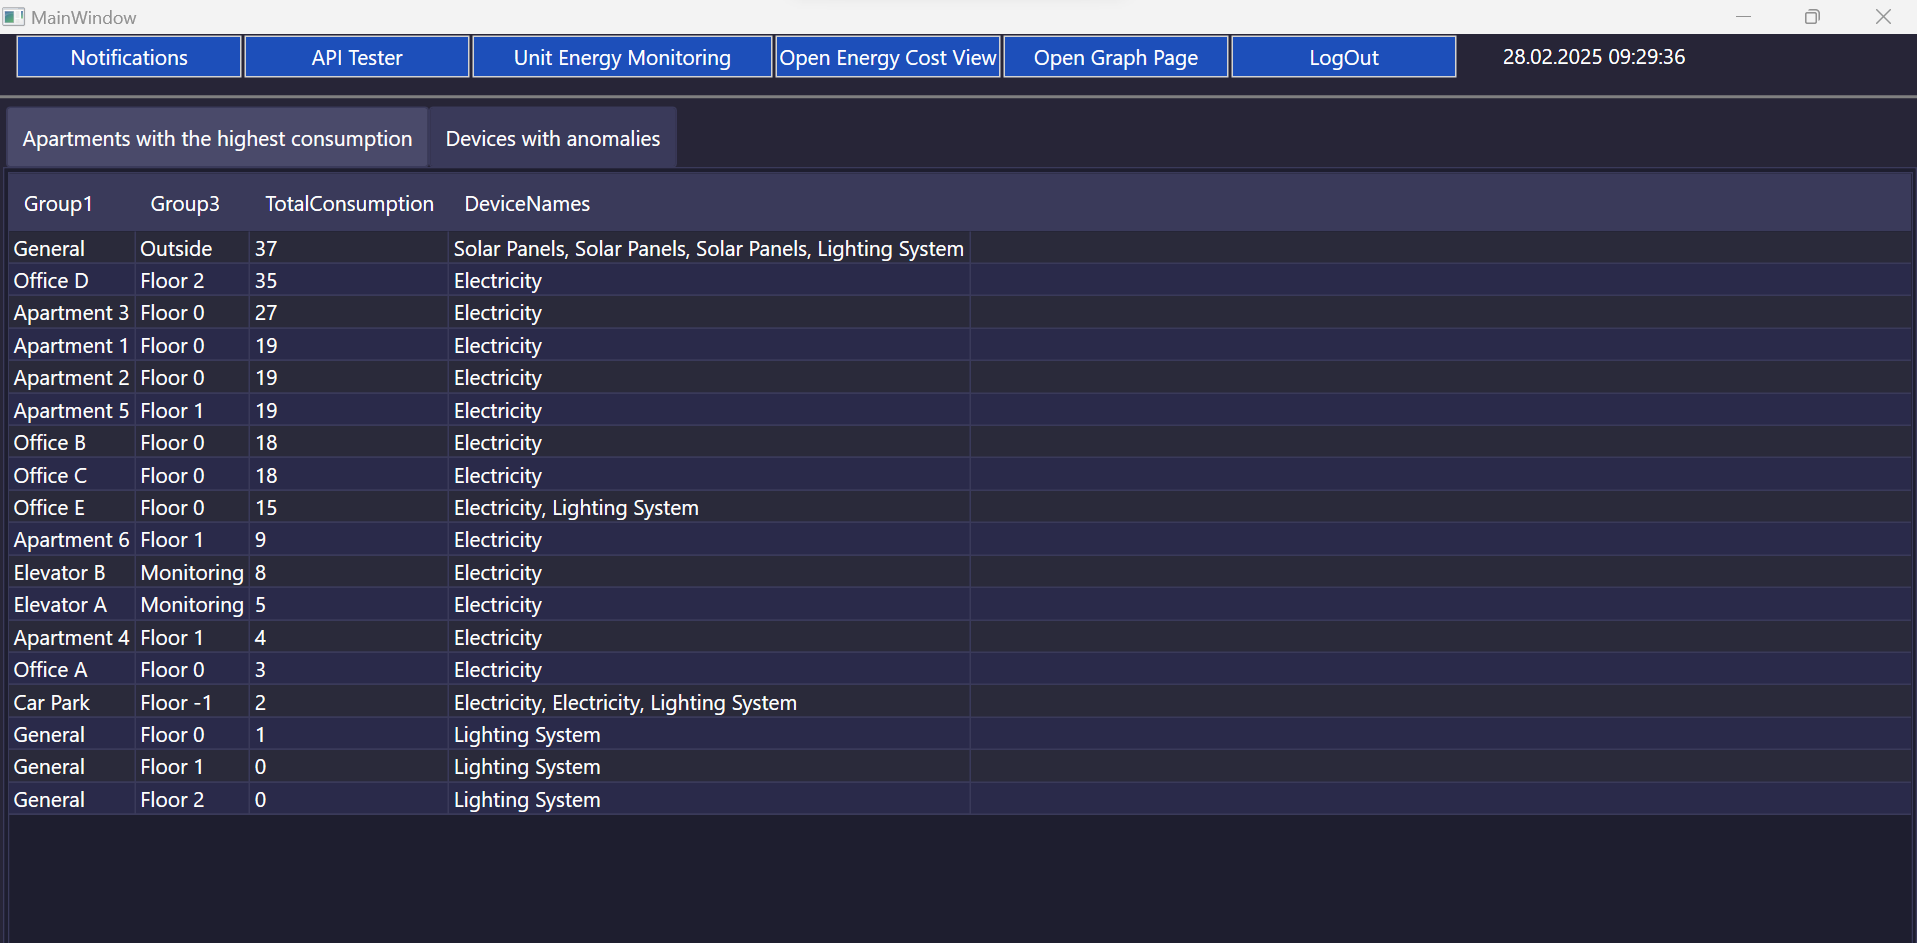 MainWindow
Notifications API Tester Unit Energy Monitoring Open Energy Cost View Open Graph Page LogOut 28.02.2025 09:29:36
Apartments with the highest consumption Devices with anomalies
Group1 Group3 TotalConsumption DeviceNames
General Outside 37 Solar Panels, Solar Panels, Solar Panels, Lighting System
Office D Floor 2 35 Electricity
Apartment 3 Floor 0 27 Electricity
Apartment 1 Floor 0 19 Electricity
Apartment 2 Floor 0 19 Electricity
Apartment 5 Floor 1 19 Electricity
Office B Floor 0 18 Electricity
Office C Floor 0 18 Electricity
Office E Floor 0 15 Electricity, Lighting System
Apartment 6 Floor 1 9 Electricity
Elevator B Monitoring 8 Electricity
Elevator A Monitoring 5 Electricity
Apartment 4 Floor 1 4 Electricity
Office A Floor 0 3 Electricity
Car Park Floor -1 2 Electricity, Electricity, Lighting System
General Floor 0 1 Lighting System
General Floor 1 0 Lighting System
General Floor 2 0 Lighting System